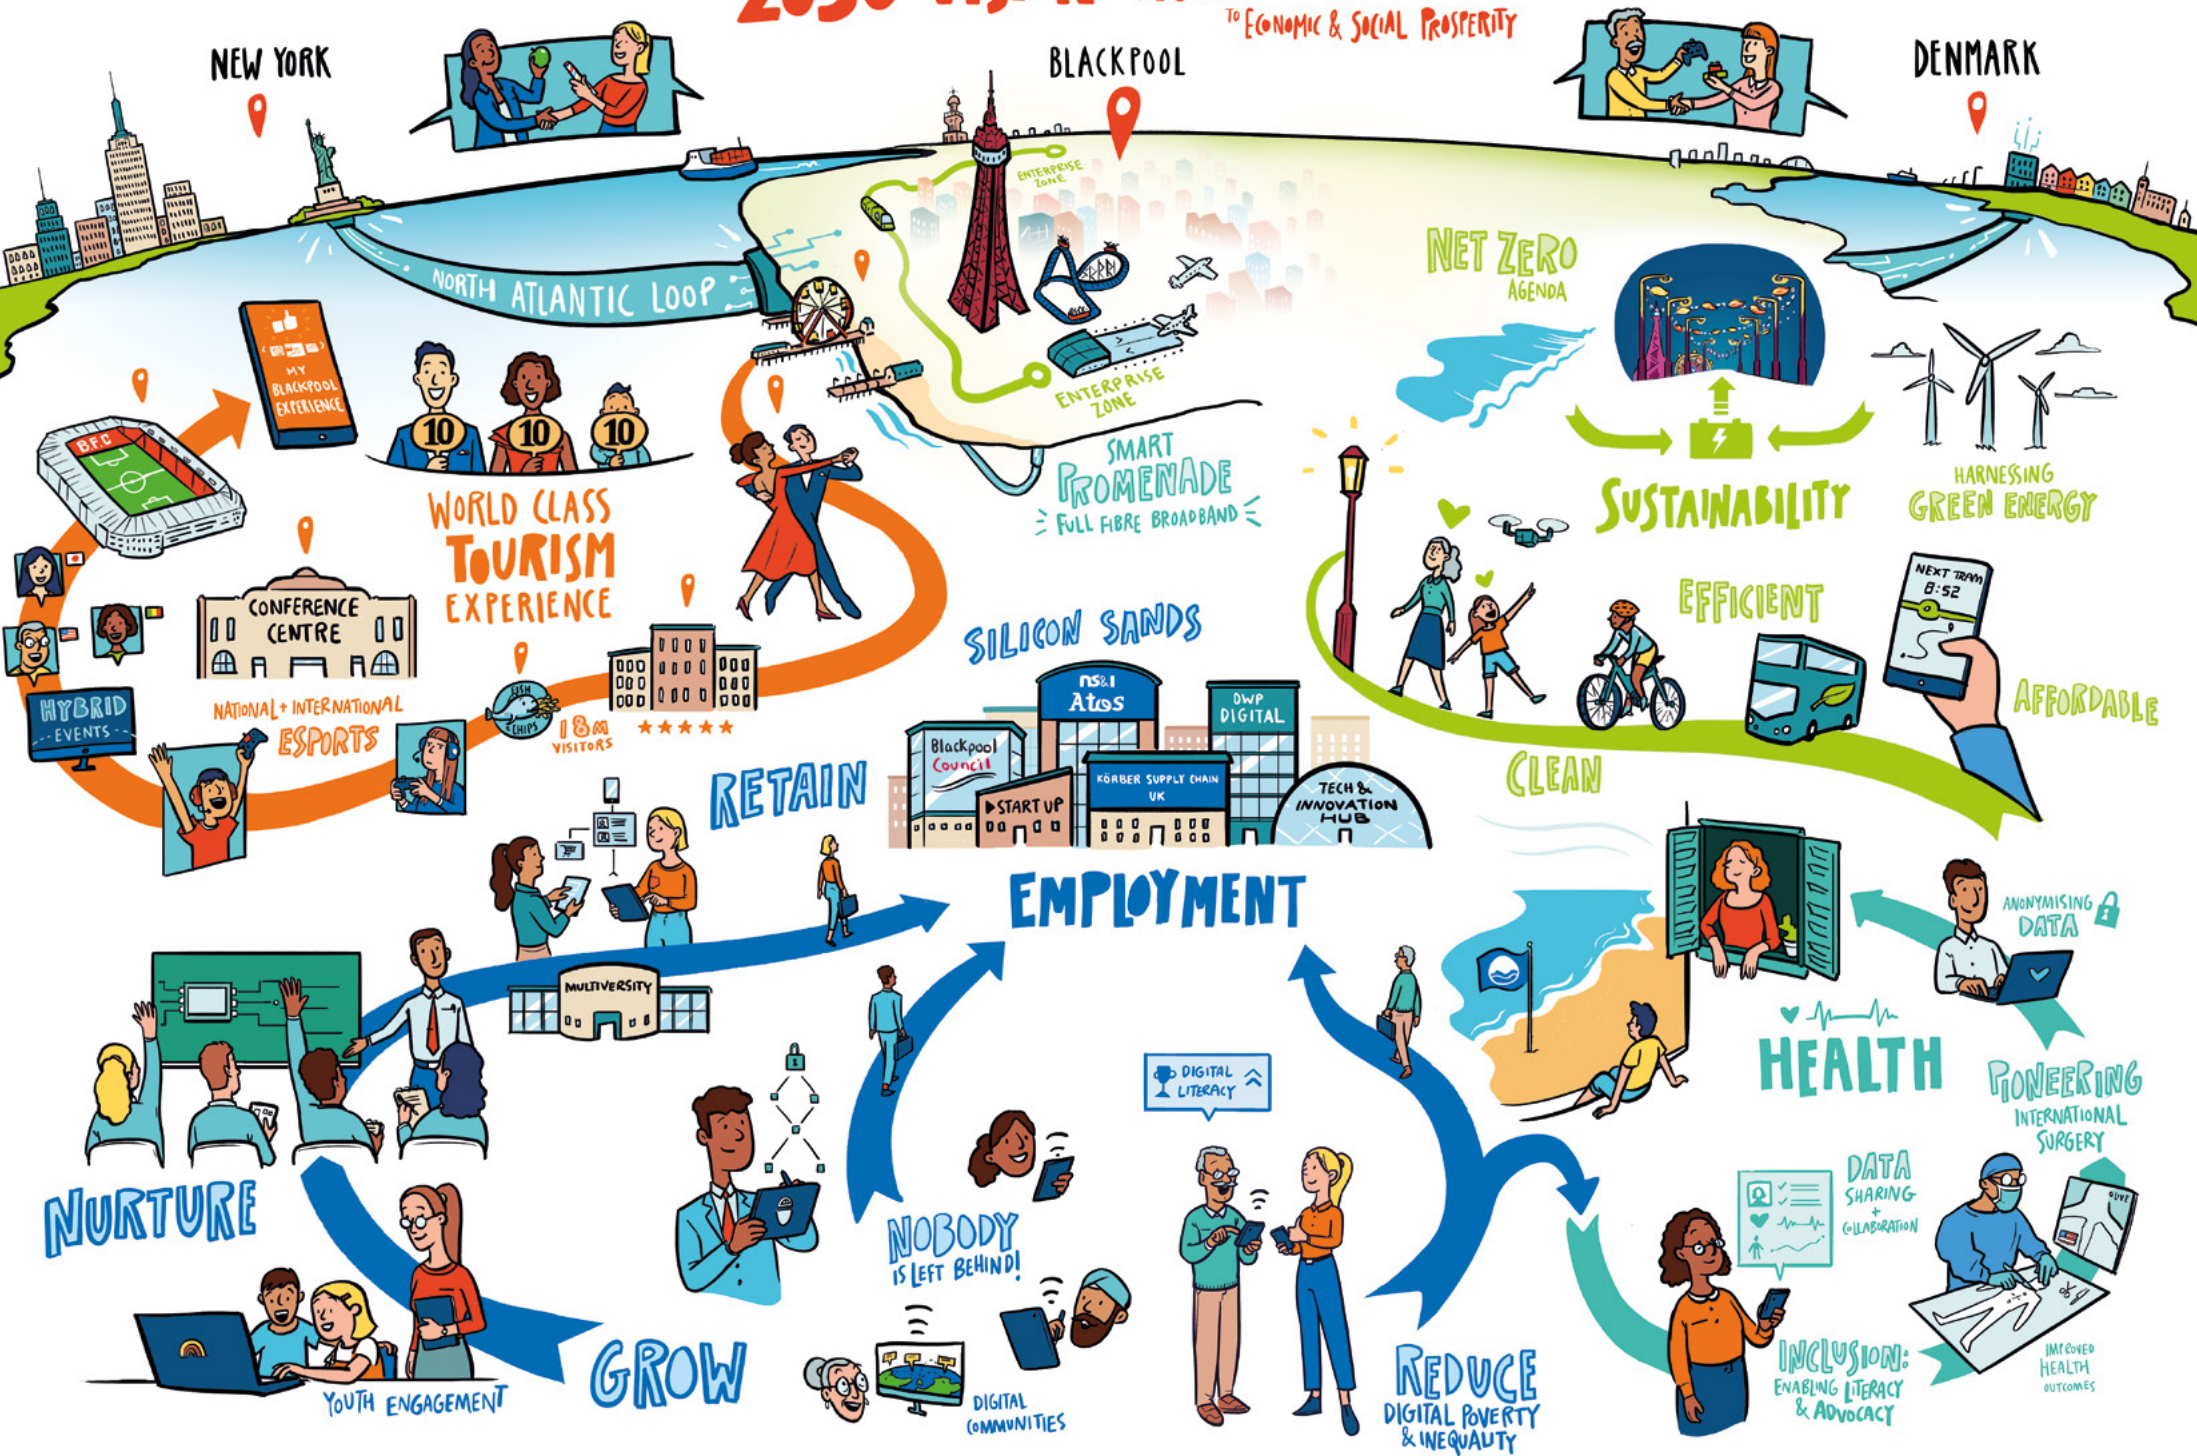 TO ECONOMIC & SOCIAL PROSPERITY
NEW YORK
BLACKPOOL
DENMARK
ENTERPRISE
ZONE
NORTH ATLANTIC LOOP
NET ZERO
AGENDA
MY
BLACKPOOL
EXPERIENCE
B.F.C
10
10
10
ENTERPRISE
ZONE
SMART
PROMENADE
FULL FIBRE BROADBAND
WORLD CLASS
TOURISM
EXPERIENCE
SUSTAINABILITY
HARNESSING
GREEN ENERGY
CONFERENCE
CENTRE
NATIONAL + INTERNATIONAL
ESPORTS
HYBRID
EVENTS
FISH
& CHIPS
18M
VISITORS
SILICON SANDS
ns&i
Atos
DWP
DIGITAL
Blackpool
Council
START UP
KÖRBER SUPPLY CHAIN
UK
TECH &
INNOVATION
HUB
EFFICIENT
NEXT TRAM
8:52
AFFORDABLE
CLEAN
RETAIN
EMPLOYMENT
MULTIVERSITY
ANONYMISING
DATA
HEALTH
PIONEERING
INTERNATIONAL
SURGERY
DIGITAL
LITERACY
NURTURE
NOBODY
IS LEFT BEHIND!
DATA
SHARING
+
COLLABORATION
LIVE
YOUTH ENGAGEMENT
GROW
DIGITAL
COMMUNITIES
REDUCE
DIGITAL POVERTY
& INEQUALITY
INCLUSION:
ENABLING LITERACY
& ADVOCACY
IMPROVED
HEALTH
OUTCOMES